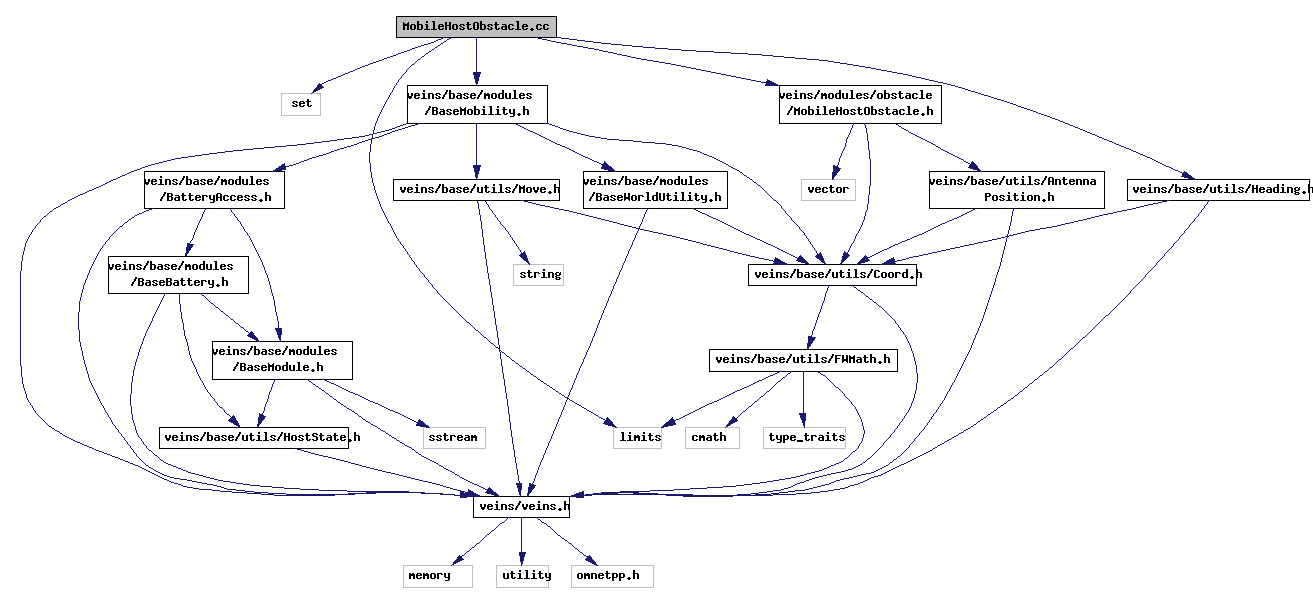 MobileHostObstacle.cc
set
veins/base/modules
/BaseMobility.h
veins/modules/obstacle
/MobileHostObstacle.h
veins/base/modules
/BatteryAccess.h
veins/base/utils/Move.h
veins/base/modules
/BaseWorldUtility.h
vector
veins/base/utils/Antenna
Position.h
veins/base/utils/Heading.h
veins/base/modules
/BaseBattery.h
string
veins/base/utils/Coord.h
veins/base/modules
/BaseModule.h
veins/base/utils/FWMath.h
veins/base/utils/HostState.h
sstream
limits
cmath
type_traits
veins/veins.h
memory
utility
omnetpp.h